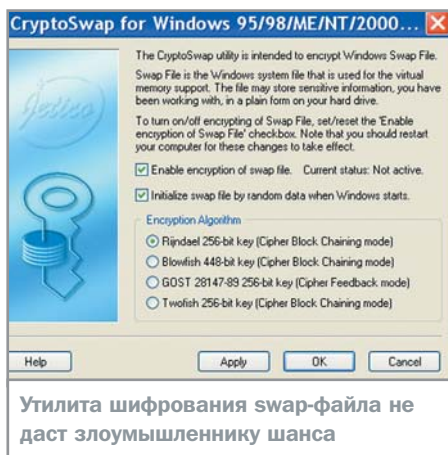 CryptoSwap for Windows 95/98/ME/NT/2000...
Jetico
The CryptoSwap utility is intended to encrypt Windows Swap File.
Swap File is the Windows system file that is used for the virtual
memory support. The file may store sensitive information, you have
been working with, in a plain form on your hard drive.
To turn on/off encrypting of Swap File, set/reset the 'Enable
encryption of Swap File' checkbox. Note that you should restart
your computer for these changes to take effect.
Enable encryption of swap file. Current status: Not active.
Initialize swap file by random data when Windows starts.
Encryption Algorithm
Rijndael 256-bit key (Cipher Block Chaining mode)
Blowfish 448-bit key (Cipher Block Chaining mode)
GOST 28147-89 256-bit key (Cipher Feedback mode)
Twofish 256-bit key (Cipher Block Chaining mode)
Help Apply OK Cancel
Утилита шифрования swap-файла не
даст злоумышленнику шанса